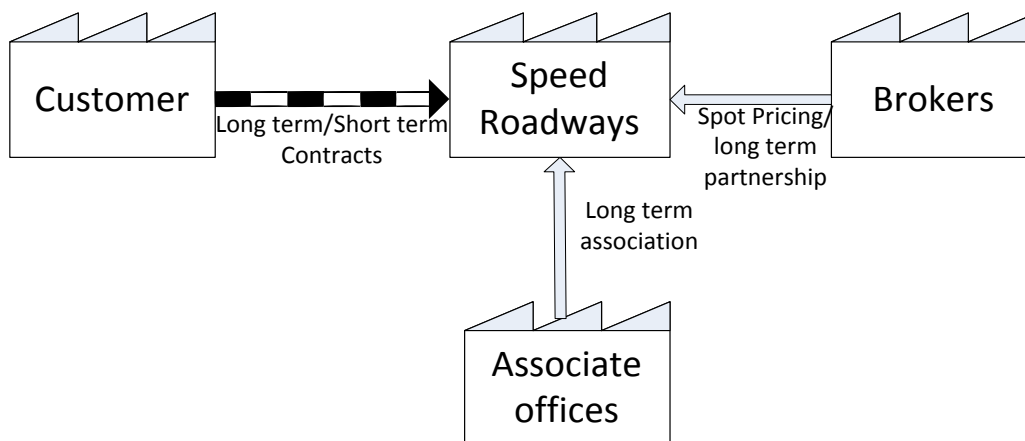 Customer
Long term/Short term
Contracts
Speed
Roadways
Spot Pricing/
long term
partnership
Brokers
Long term
association
Associate
offices